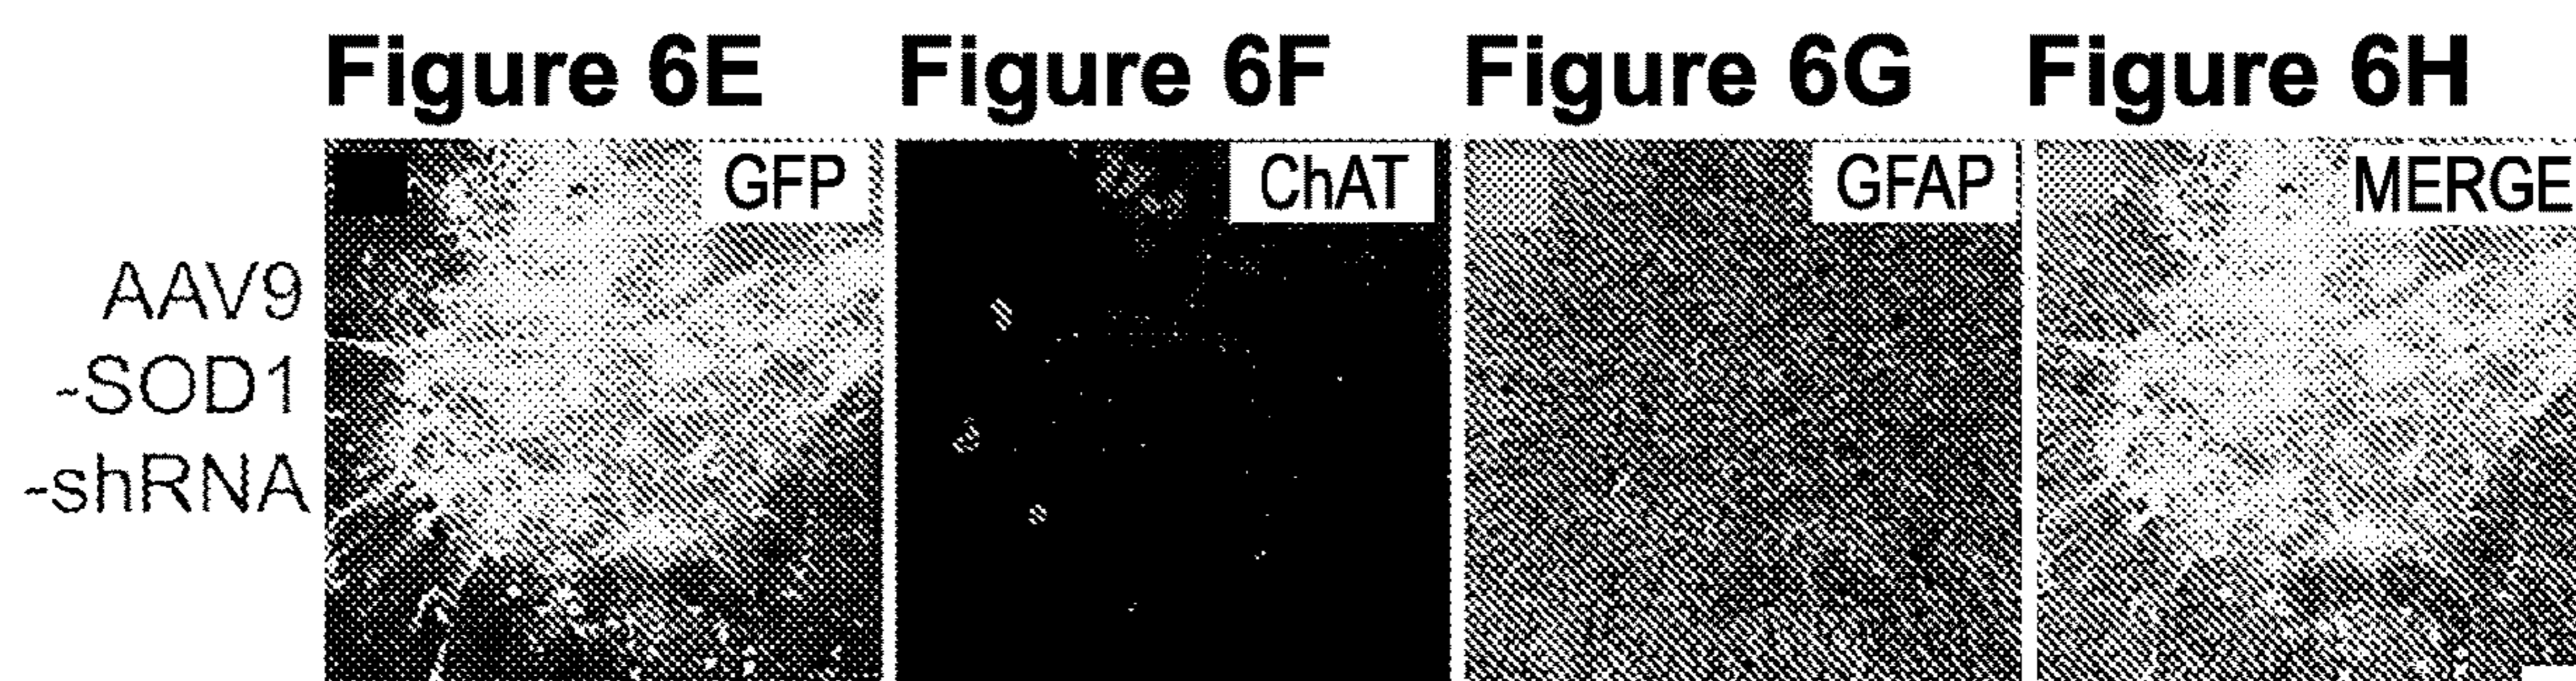 Figure 6E Figure 6F Figure 6G Figure 6H
GFP ChAT GFAP MERGE
AAV9
-SOD1
-shRNA